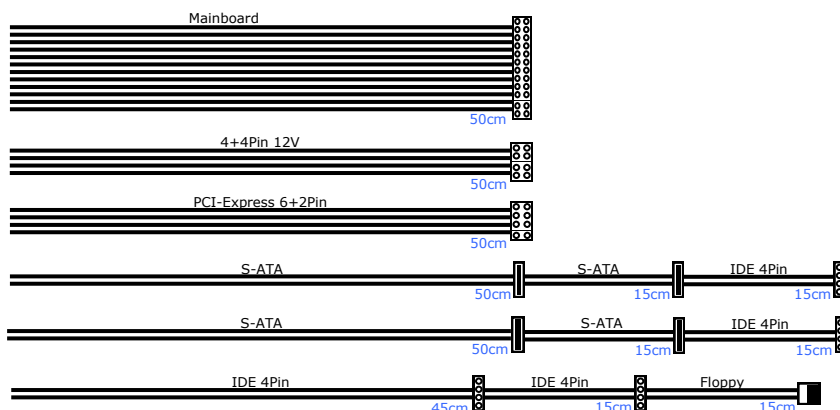 Mainboard
50cm
4+4Pin 12V
50cm
PCI-Express 6+2Pin
50cm
S-ATA S-ATA IDE 4Pin
50cm 15cm 15cm
S-ATA S-ATA IDE 4Pin
50cm 15cm 15cm
IDE 4Pin IDE 4Pin Floppy
45cm 15cm 15cm